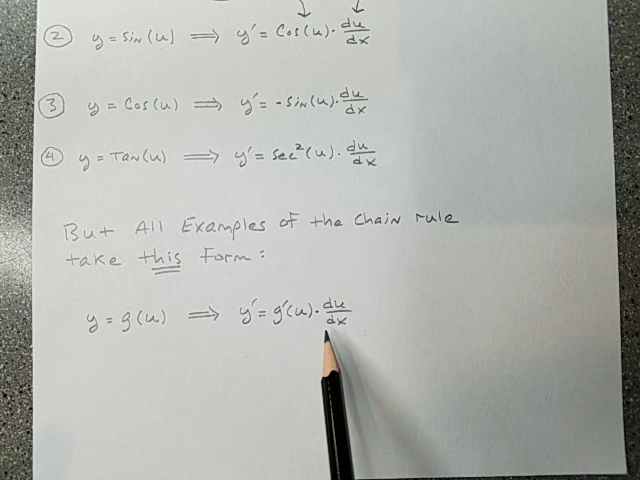 ② y = Sin(u) ⟹ y' = Cos(u) · du/dx
③ y = Cos(u) ⟹ y' = -Sin(u) · du/dx
④ y = Tan(u) ⟹ y' = sec²(u) · du/dx
But All Examples of the Chain rule
take this Form:
y = g(u) ⟹ y' = g'(u) · du/dx